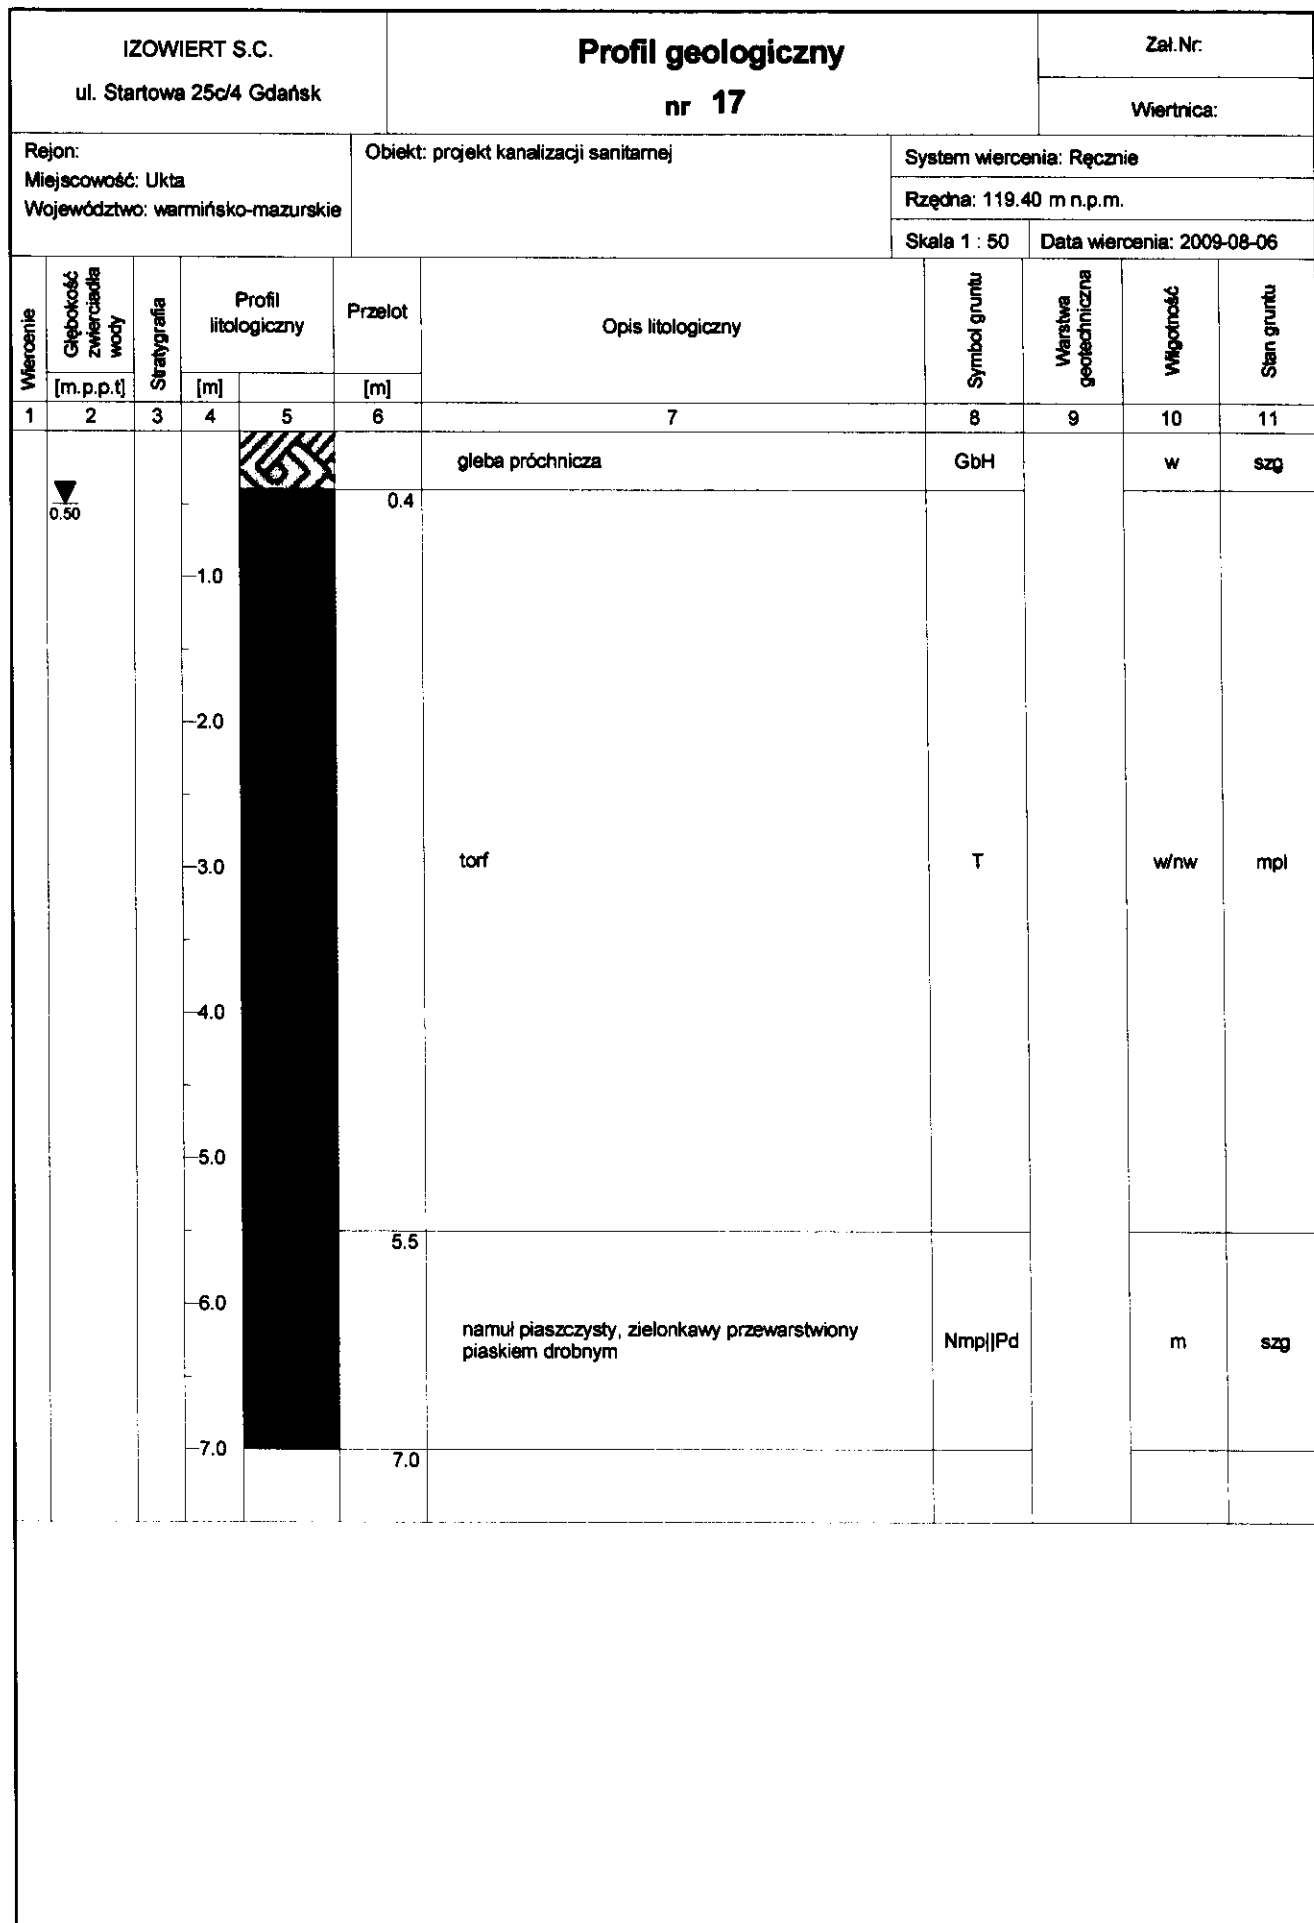 IZOWIERT S.C.
ul. Startowa 25c/4 Gdańsk
Profil geologiczny
nr 17
Zał.Nr:
Wiertnica:
Rejon:
Miejscowość: Ukta
Województwo: warmińsko-mazurskie
Obiekt: projekt kanalizacji sanitarnej
System wiercenia: Ręcznie
Rzędna: 119.40 m n.p.m.
Skala 1 : 50
Data wiercenia: 2009-08-06
Wiercenie
Głębokość
zwierciadła
wody
[m.p.p.t]
Stratygrafia
Profil
litologiczny
[m]
Przelot
[m]
Opis litologiczny
Symbol gruntu
Warstwa
geotechniczna
Wilgotność
Stan gruntu
1 2 3 4 5 6 7 8 9 10 11
gleba próchnicza GbH w szg
0.4
0.50
1.0
2.0
3.0
torf T w/nw mpl
4.0
5.0
5.5
6.0
namuł piaszczysty, zielonkawy przewarstwiony
piaskiem drobnym
Nmp||Pd m szg
7.0
7.0